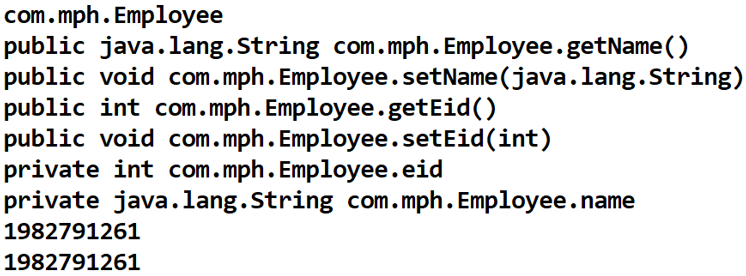 com.mph.Employee
public java.lang.String com.mph.Employee.getName()
public void com.mph.Employee.setName(java.lang.String)
public int com.mph.Employee.getEid()
public void com.mph.Employee.setEid(int)
private int com.mph.Employee.eid
private java.lang.String com.mph.Employee.name
1982791261
1982791261